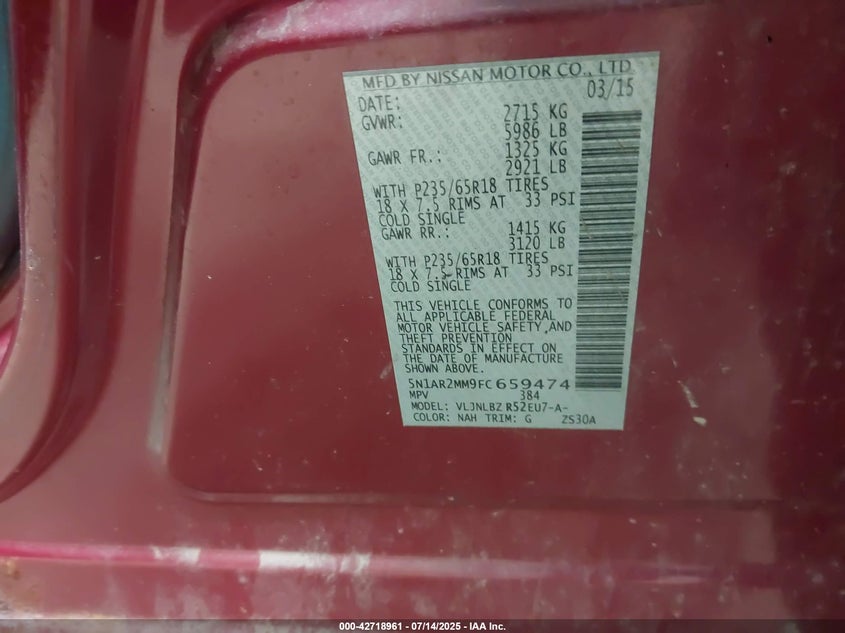 MFD BY NISSAN MOTOR CO., LTD.
DATE: 03/15
GVWR: 2715 KG
5986 LB
GAWR FR.: 1325 KG
2921 LB
WITH P235/65R18 TIRES
18 X 7.5 RIMS AT 33 PSI
COLD SINGLE
GAWR RR.: 1415 KG
3120 LB
WITH P235/65R18 TIRES
18 X 7.5 RIMS AT 33 PSI
COLD SINGLE
THIS VEHICLE CONFORMS TO
ALL APPLICABLE FEDERAL
MOTOR VEHICLE SAFETY,AND
THEFT PREVENTION
STANDARDS IN EFFECT ON
THE DATE OF MANUFACTURE
SHOWN ABOVE.
5N1AR2MM9FC659474
MPV 384
MODEL: VLJNLBZ R52EU7-A-
COLOR: NAH TRIM: G ZS30A
000-42718961 - 07/14/2025 - IAA Inc.